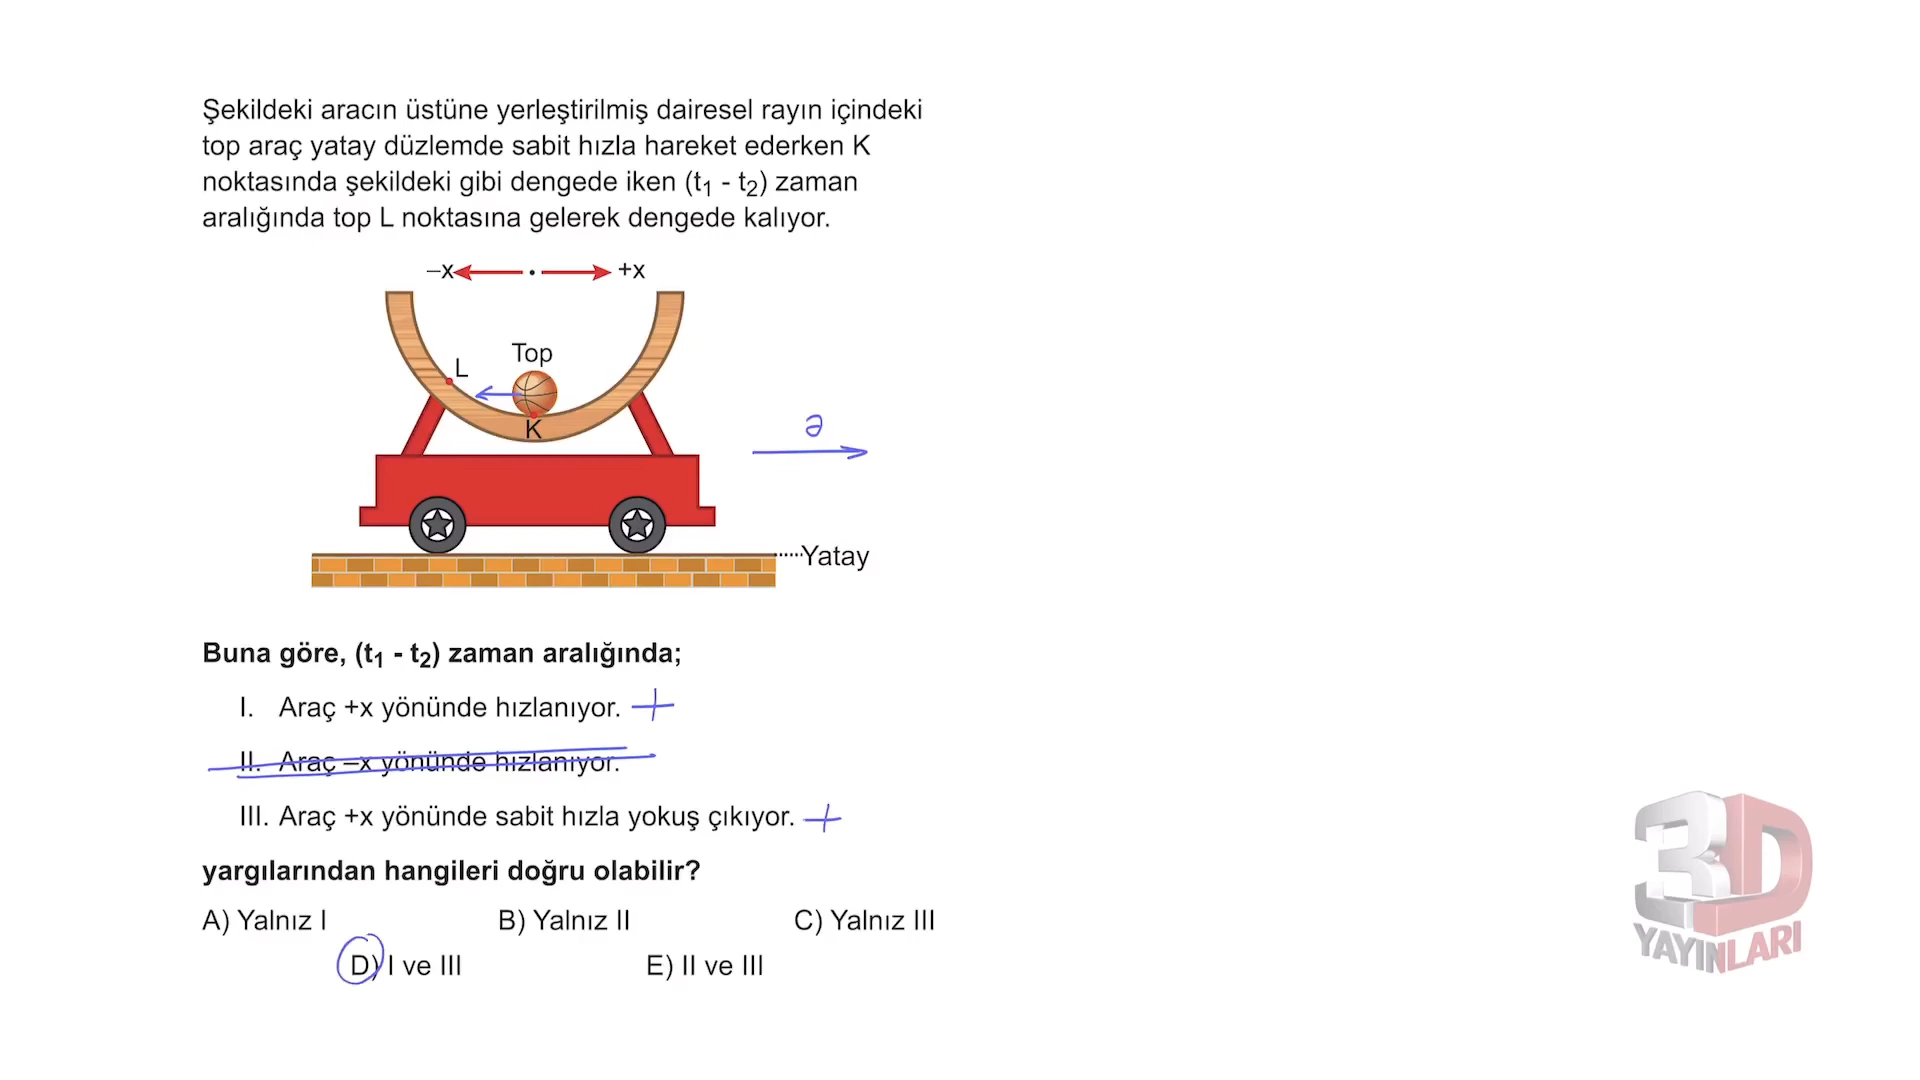 Şekildeki aracın üstüne yerleştirilmiş dairesel rayın içindeki
top araç yatay düzlemde sabit hızla hareket ederken K
noktasında şekildeki gibi dengede iken (t₁ - t₂) zaman
aralığında top L noktasına gelerek dengede kalıyor.
–x +x
Top
L
K
a
Yatay
Buna göre, (t₁ - t₂) zaman aralığında;
I. Araç +x yönünde hızlanıyor. +
II. Araç –x yönünde hızlanıyor.
III. Araç +x yönünde sabit hızla yokuş çıkıyor. +
yargılarından hangileri doğru olabilir?
A) Yalnız I B) Yalnız II C) Yalnız III
D) I ve III E) II ve III
3D
YAYINLARI